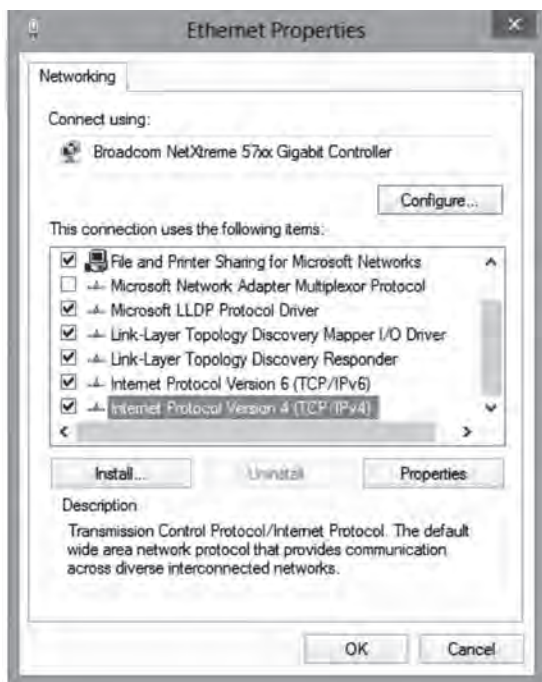 Ethernet Properties
Networking
Connect using:
Broadcom NetXtreme 57xx Gigabit Controller
Configure...
This connection uses the following items:
File and Printer Sharing for Microsoft Networks
Microsoft Network Adapter Multiplexor Protocol
Microsoft LLDP Protocol Driver
Link-Layer Topology Discovery Mapper I/O Driver
Link-Layer Topology Discovery Responder
Internet Protocol Version 6 (TCP/IPv6)
Internet Protocol Version 4 (TCP/IPv4)
Install...
Uninstall
Properties
Description
Transmission Control Protocol/Internet Protocol. The default
wide area network protocol that provides communication
across diverse interconnected networks.
OK
Cancel